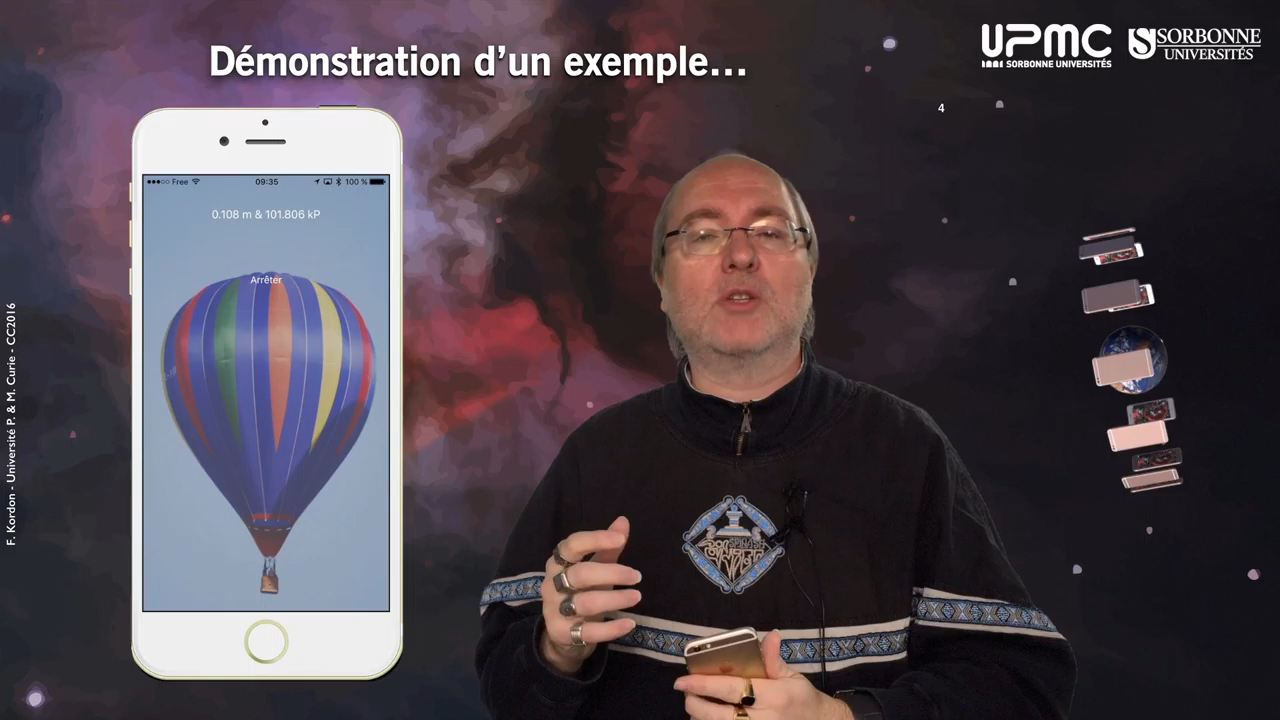 Démonstration d'un exemple...
UPMC
SORBONNE UNIVERSITÉS
SORBONNE
UNIVERSITÉS
4
Free
09:35
100 %
0.108 m & 101.806 kP
Arrêter
F. Kordon - Université P. & M. Curie - CC2016